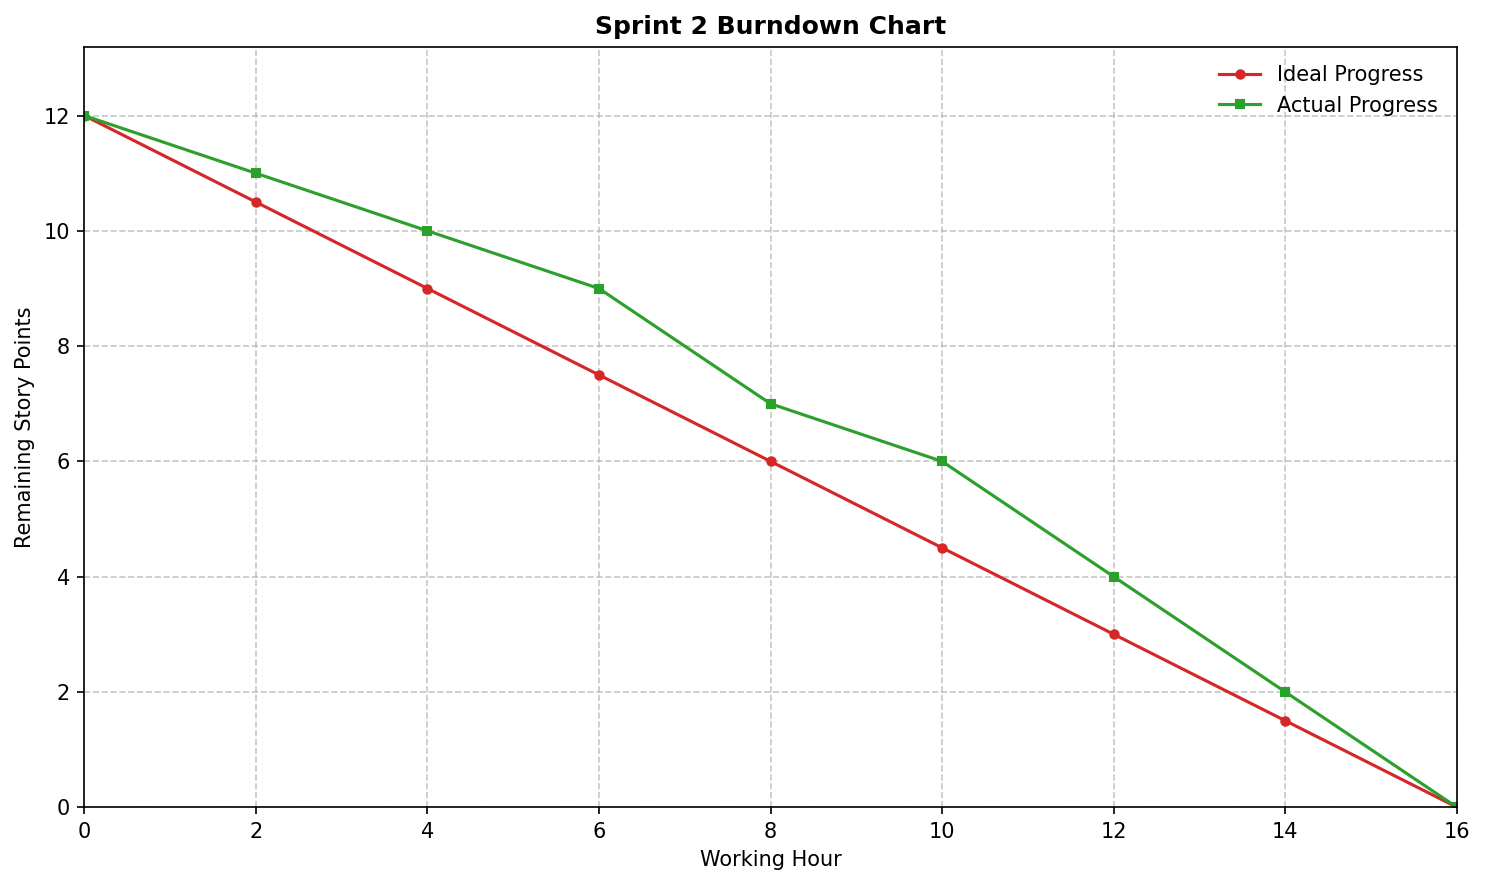 Sprint 2 Burndown Chart
Ideal Progress
Actual Progress
Remaining Story Points
12
10
8
6
4
2
0
0 2 4 6 8 10 12 14 16
Working Hour